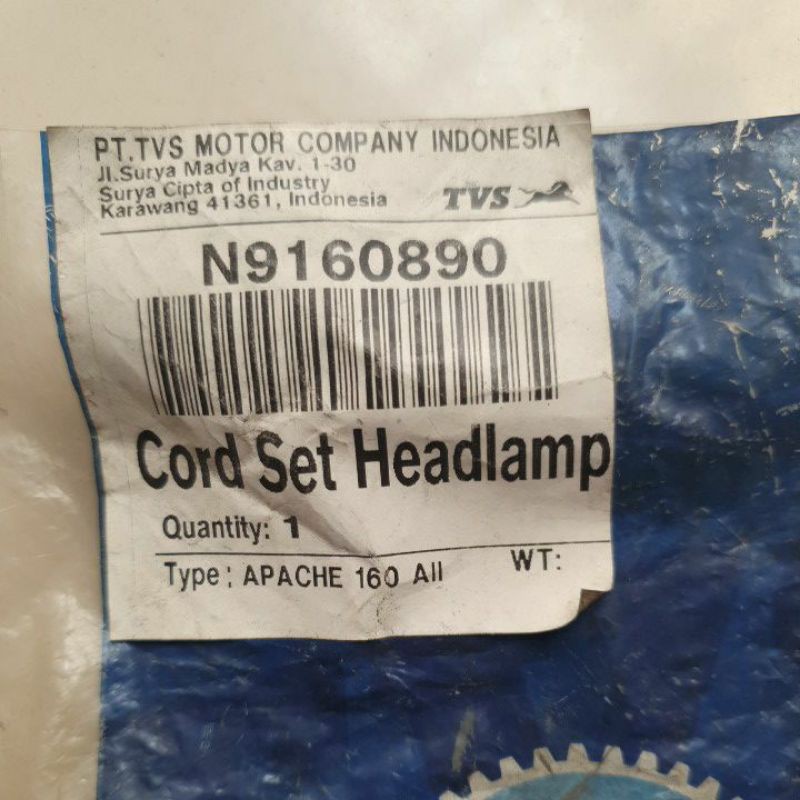 PT.TVS MOTOR COMPANY INDONESIA
Jl.Surya Madya Kav. 1-30
Surya Cipta of Industry
Karawang 41361, Indonesia
TVS
N9160890
Cord Set Headlamp
Quantity: 1
Type: APACHE 160 All
WT: